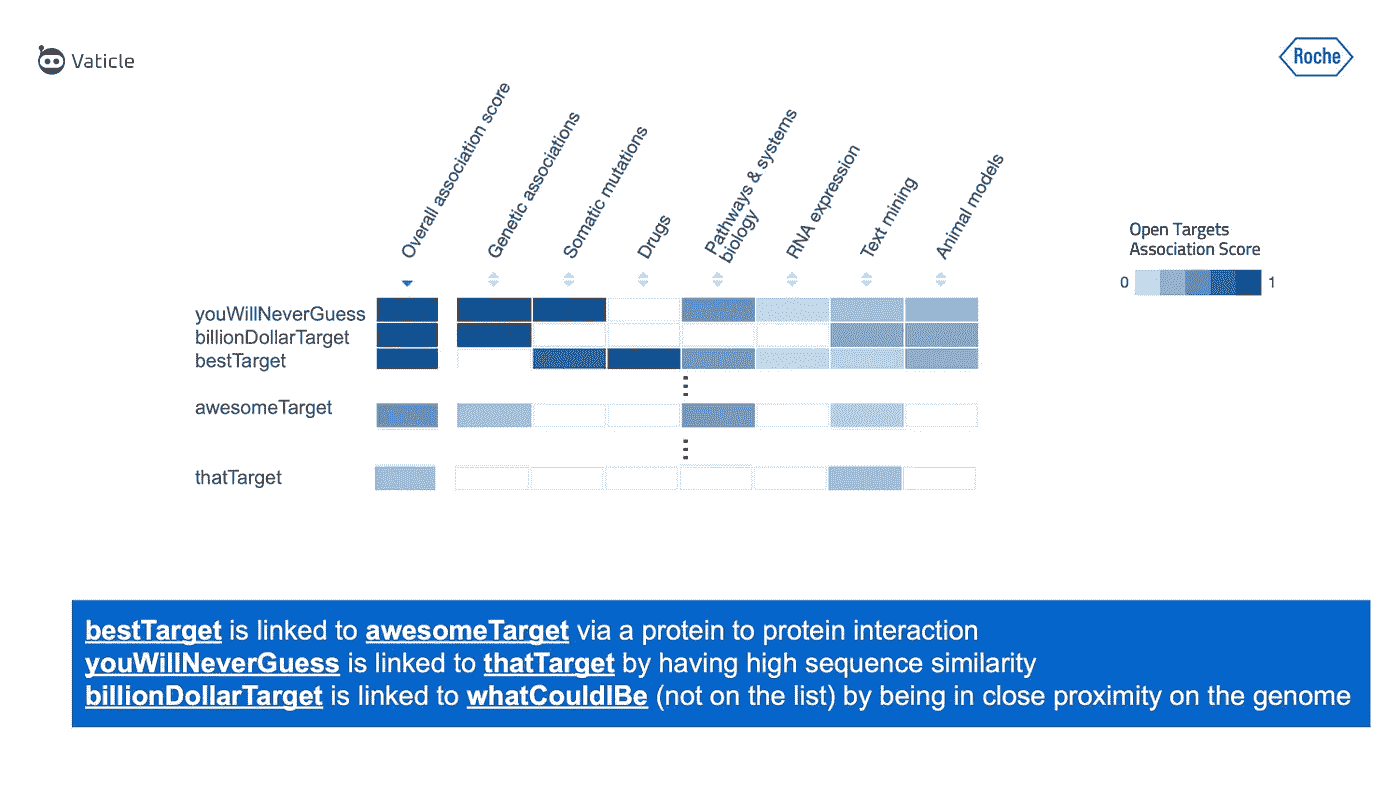 Vaticle
Roche
Overall association score
Genetic associations
Somatic mutations
Drugs
Pathways & systems
biology
RNA expression
Text mining
Animal models
Open Targets
Association Score
0
1
youWillNeverGuess
billionDollarTarget
bestTarget
awesomeTarget
thatTarget
bestTarget is linked to awesomeTarget via a protein to protein interaction
youWillNeverGuess is linked to thatTarget by having high sequence similarity
billionDollarTarget is linked to whatCouldIBe (not on the list) by being in close proximity on the genome